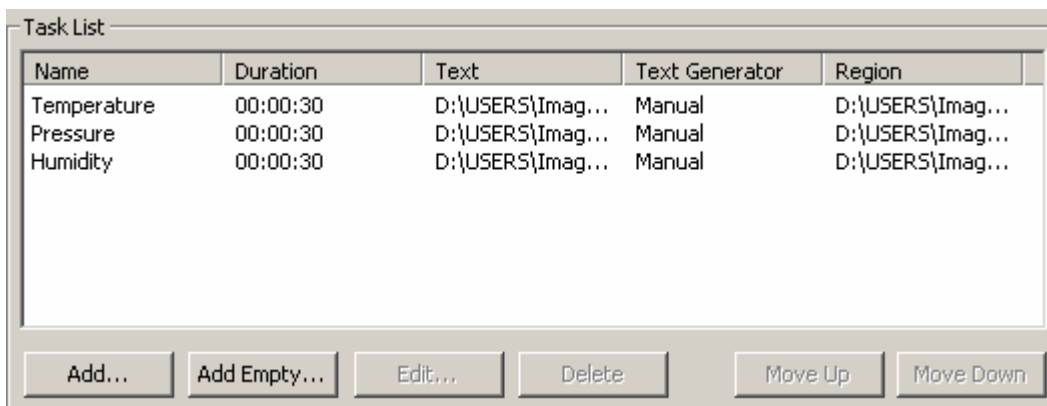 Task List
Name Duration Text Text Generator Region
Temperature 00:00:30 D:\USERS\Imag... Manual D:\USERS\Imag...
Pressure 00:00:30 D:\USERS\Imag... Manual D:\USERS\Imag...
Humidity 00:00:30 D:\USERS\Imag... Manual D:\USERS\Imag...
Add... Add Empty... Edit... Delete Move Up Move Down